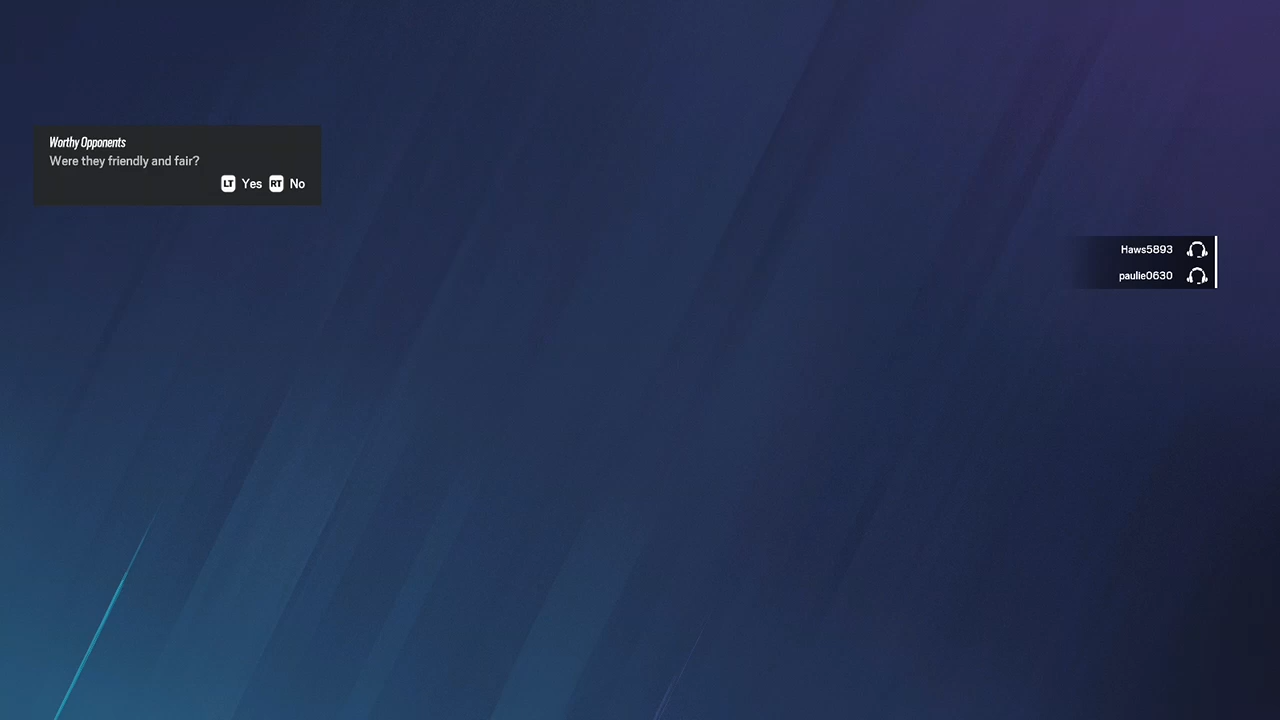 Worthy Opponents
Were they friendly and fair?
LT Yes RT No
Haws5893
paulie0630